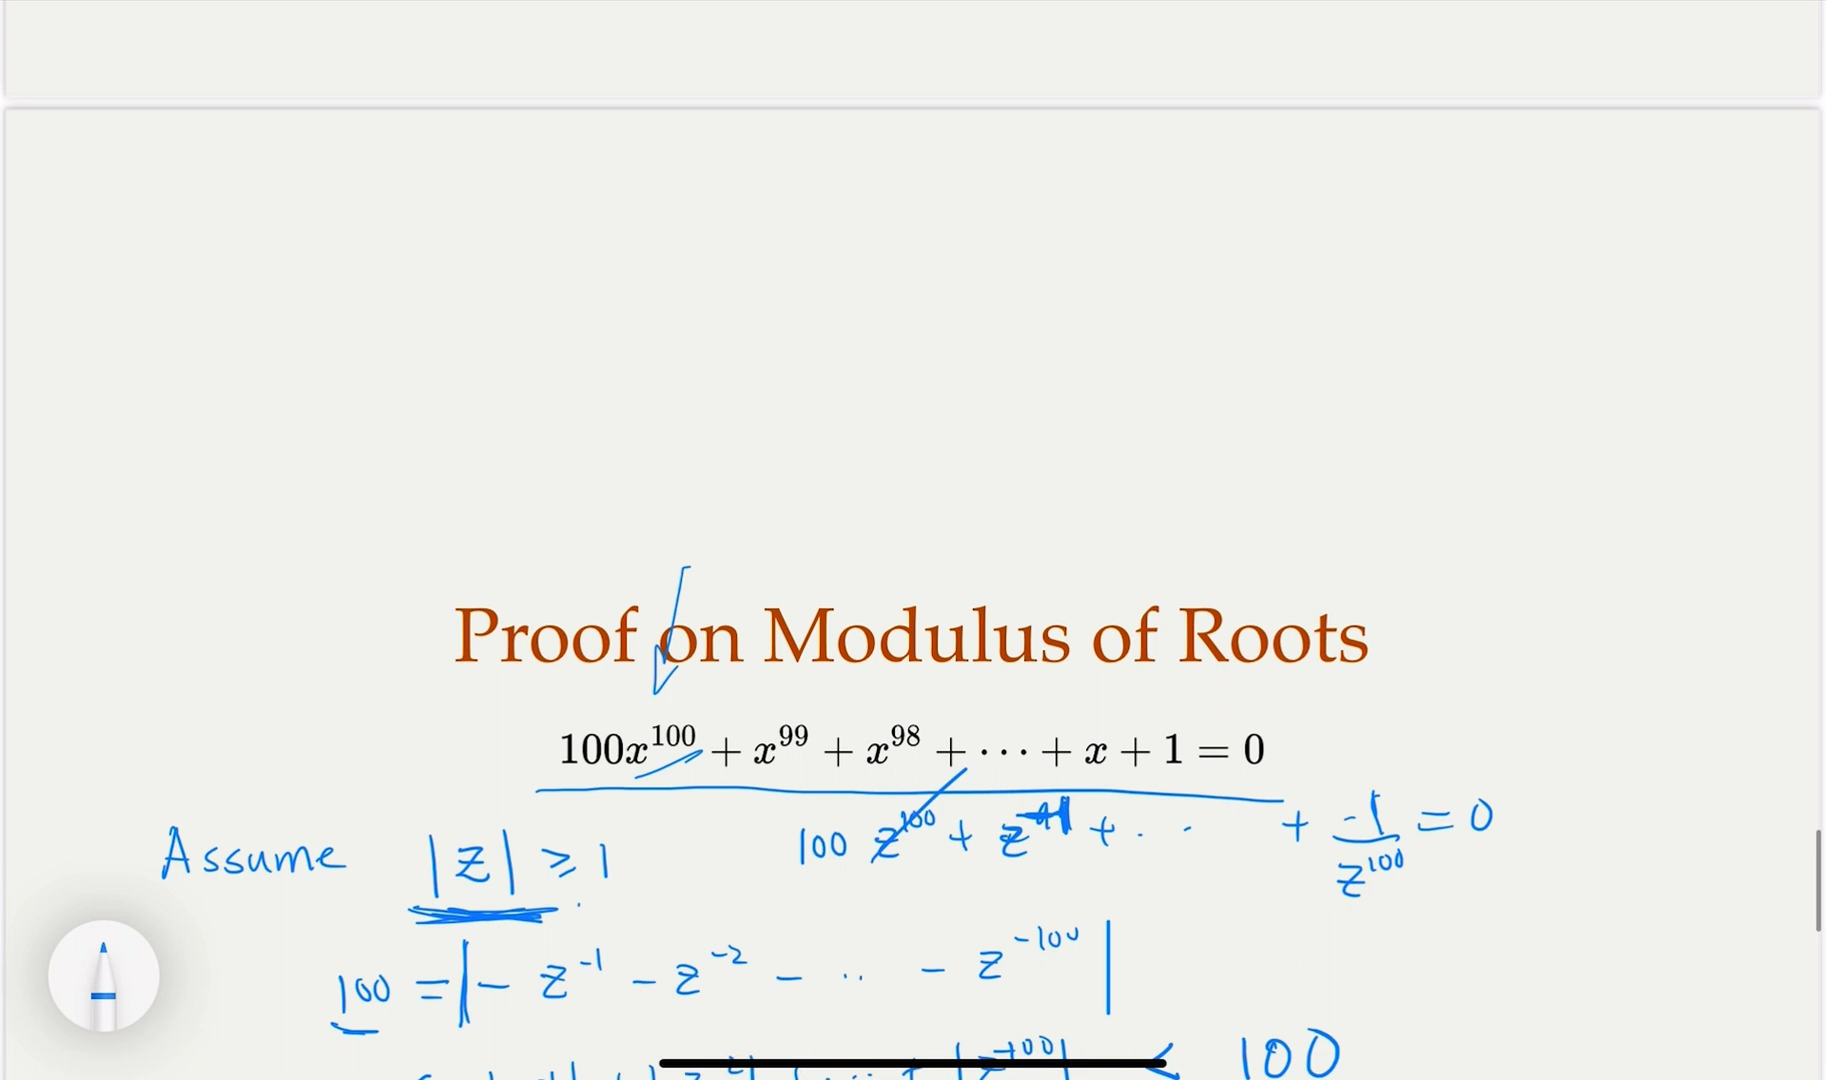 Proof on Modulus of Roots
100x^100 + x^99 + x^98 + ··· + x + 1 = 0
100 z^100 + z^-1 + · · · + 1/z^100 = 0
Assume |z| ≥ 1
100 = |- z^-1 - z^-2 - ·· - z^-100|
< 100